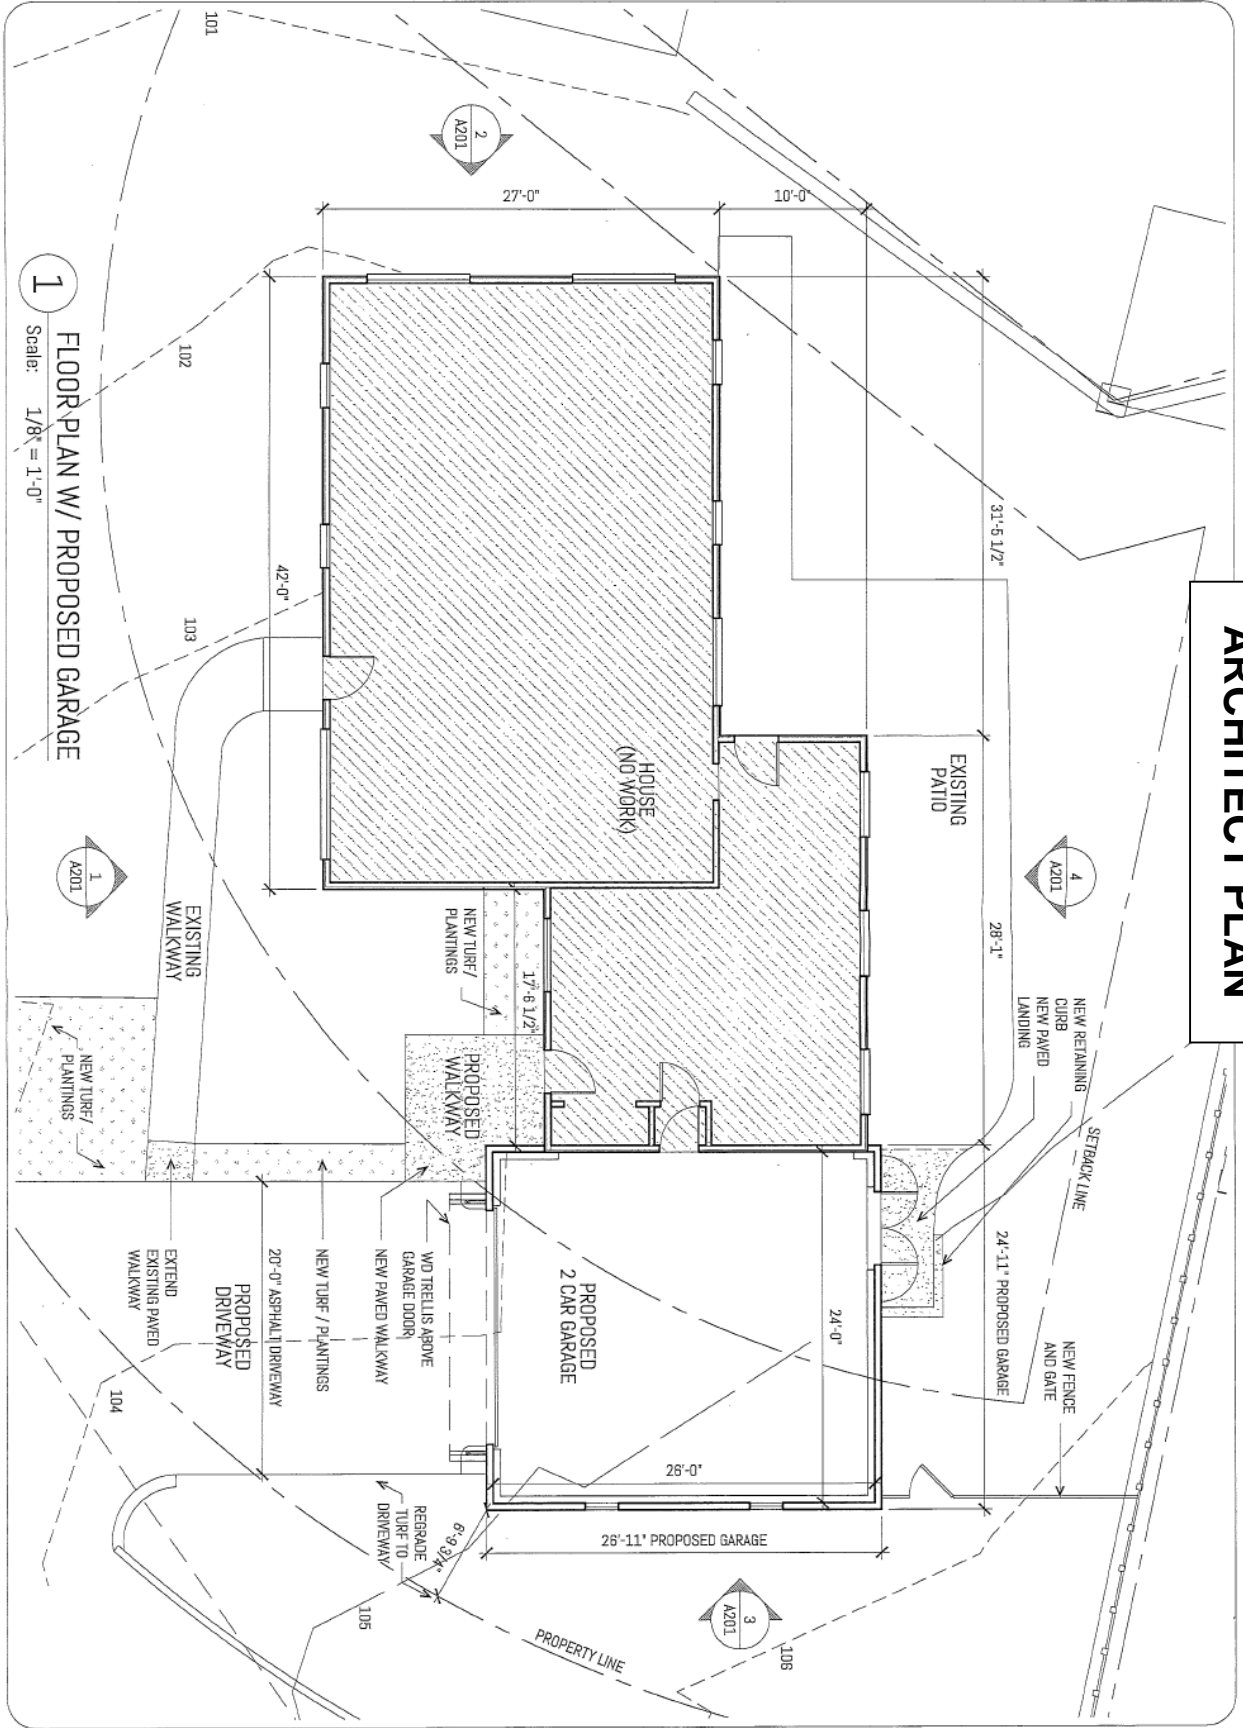 ARCHITECT PLAN
1
FLOOR PLAN W/ PROPOSED GARAGE
Scale: 1/8" = 1'-0"
101
102
103
104
105
106
2
A201
1
A201
4
A201
3
A201
27'-0"
10'-0"
31'-5 1/2"
42'-0"
28'-1"
17'-6 1/2"
24'-11" PROPOSED GARAGE
24'-0"
26'-0"
26'-11" PROPOSED GARAGE
6'-9 3/4"
HOUSE
(NO WORK)
EXISTING
PATIO
EXISTING
WALKWAY
NEW TURF/
PLANTINGS
NEW TURF/
PLANTINGS
PROPOSED
WALKWAY
NEW RETAINING
CURB
NEW PAVED
LANDING
SETBACK LINE
NEW FENCE
AND GATE
PROPOSED
2 CAR GARAGE
WD TRELLIS ABOVE
GARAGE DOOR
NEW PAVED WALKWAY
NEW TURF / PLANTINGS
20'-0" ASPHALT DRIVEWAY
PROPOSED
DRIVEWAY
EXTEND
EXISTING PAVED
WALKWAY
REGRADE
TURF TO
DRIVEWAY
PROPERTY LINE